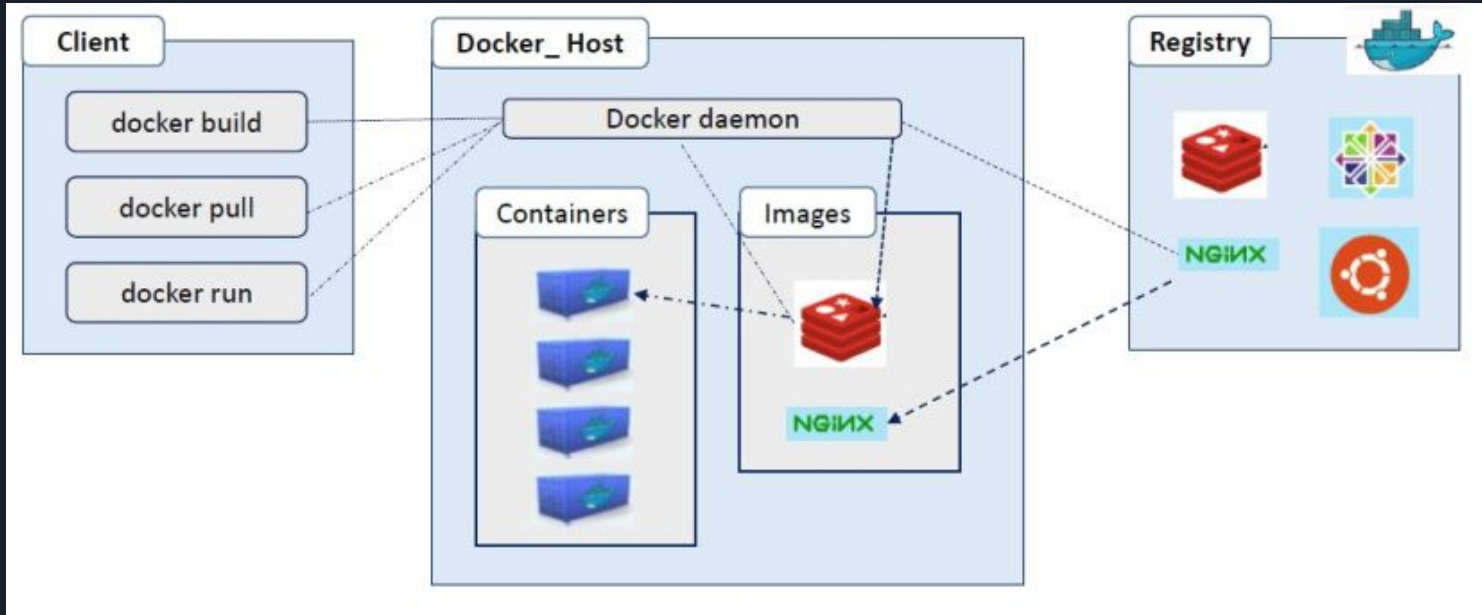 Client
docker build
docker pull
docker run
Docker_ Host
Docker daemon
Containers
Images
NGINX
Registry
NGINX